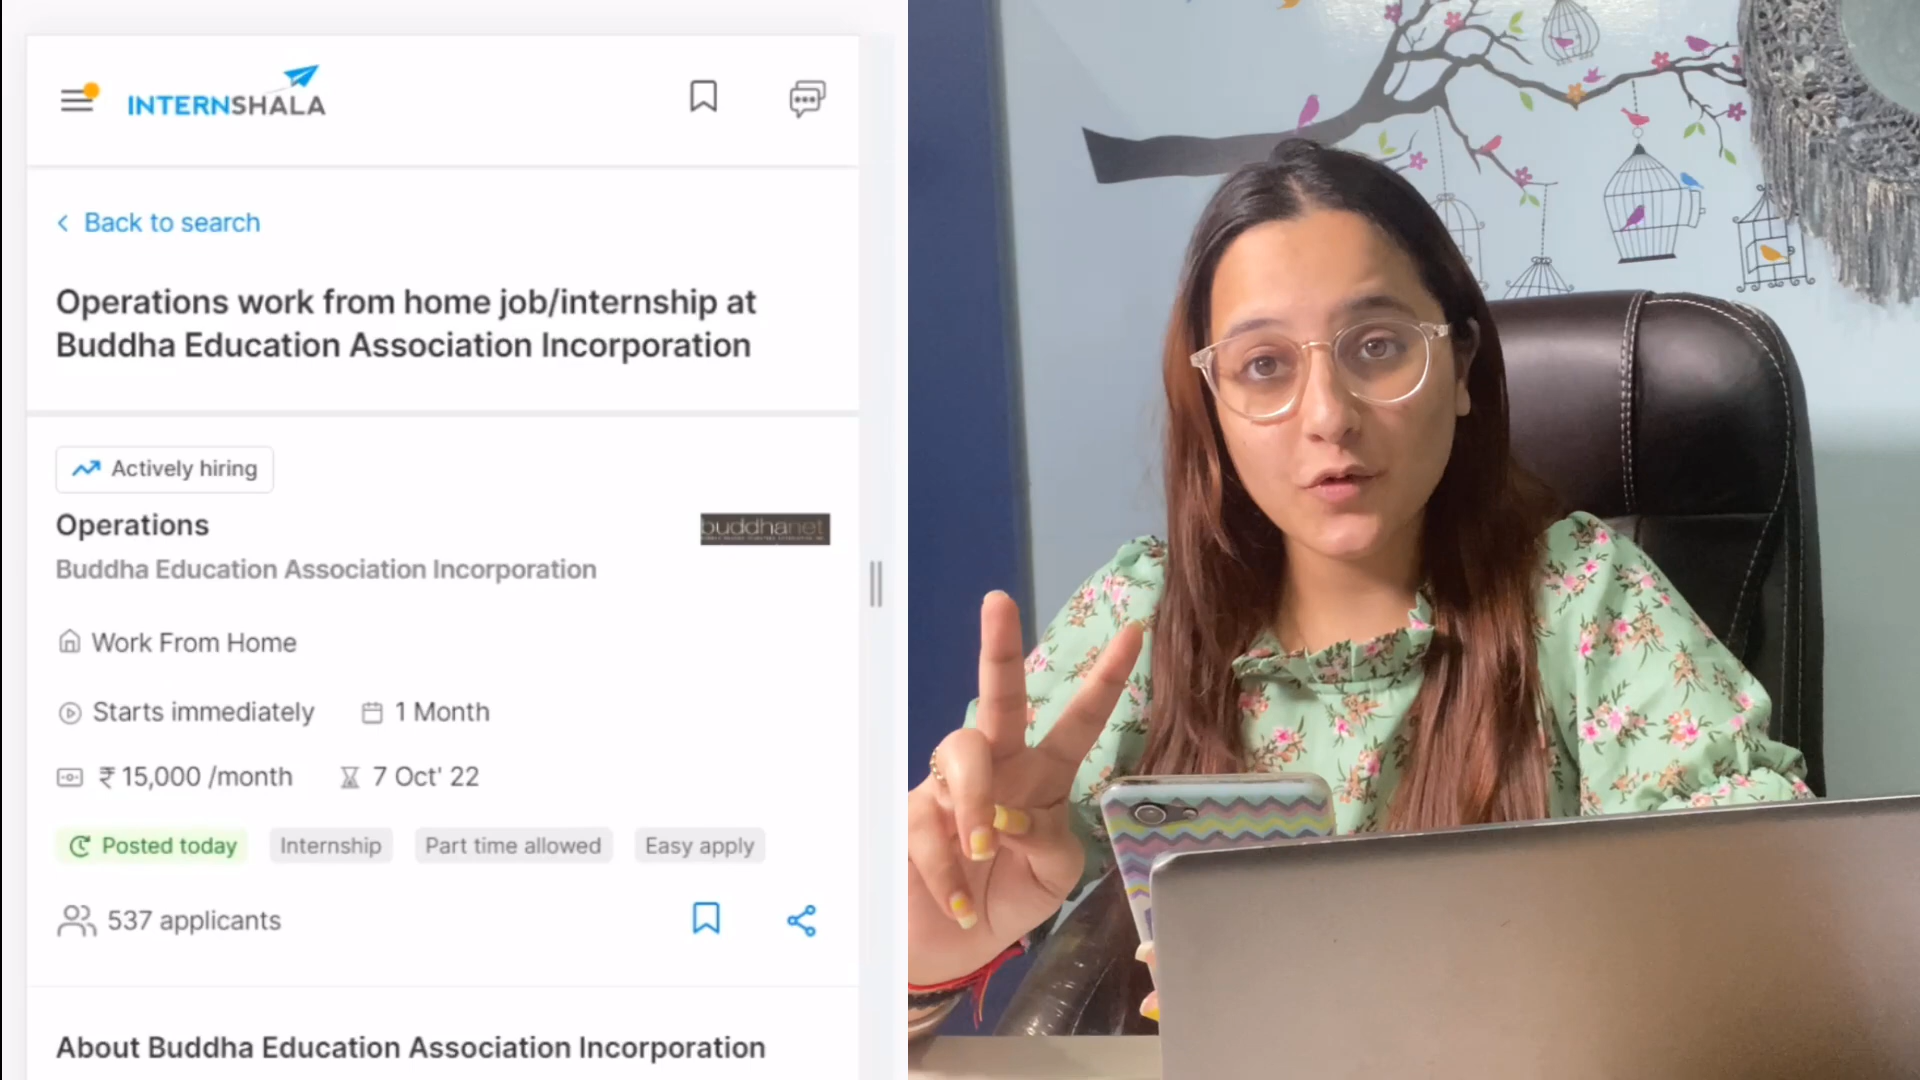 INTERNSHALA
Back to search
Operations work from home job/internship at
Buddha Education Association Incorporation
Actively hiring
Operations
buddhanet
Buddha Education Association Incorporation
Work From Home
Starts immediately 1 Month
₹ 15,000 /month 7 Oct' 22
Posted today Internship Part time allowed Easy apply
537 applicants
About Buddha Education Association Incorporation